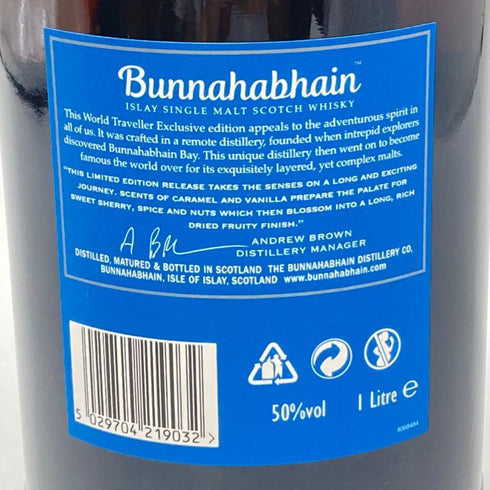 Bunnahabhain™
ISLAY SINGLE MALT SCOTCH WHISKY
This World Traveller Exclusive edition appeals to the adventurous spirit in
all of us. It was crafted in a remote distillery, founded when intrepid explorers
discovered Bunnahabhain Bay. This unique distillery then went on to become
famous the world over for its exquisitely layered, yet complex malts.
"THIS LIMITED EDITION RELEASE TAKES THE SENSES ON A LONG AND EXCITING
JOURNEY. SCENTS OF CARAMEL AND VANILLA PREPARE THE PALATE FOR
SWEET SHERRY, SPICE AND NUTS WHICH THEN BLOSSOM INTO A LONG, RICH
DRIED FRUITY FINISH."
ANDREW BROWN
DISTILLERY MANAGER
DISTILLED, MATURED & BOTTLED IN SCOTLAND THE BUNNAHABHAIN DISTILLERY CO.
BUNNAHABHAIN, ISLE OF ISLAY, SCOTLAND www.bunnahabhain.com
5 029704 219032 >
50%vol 1 Litre ℮
4068484